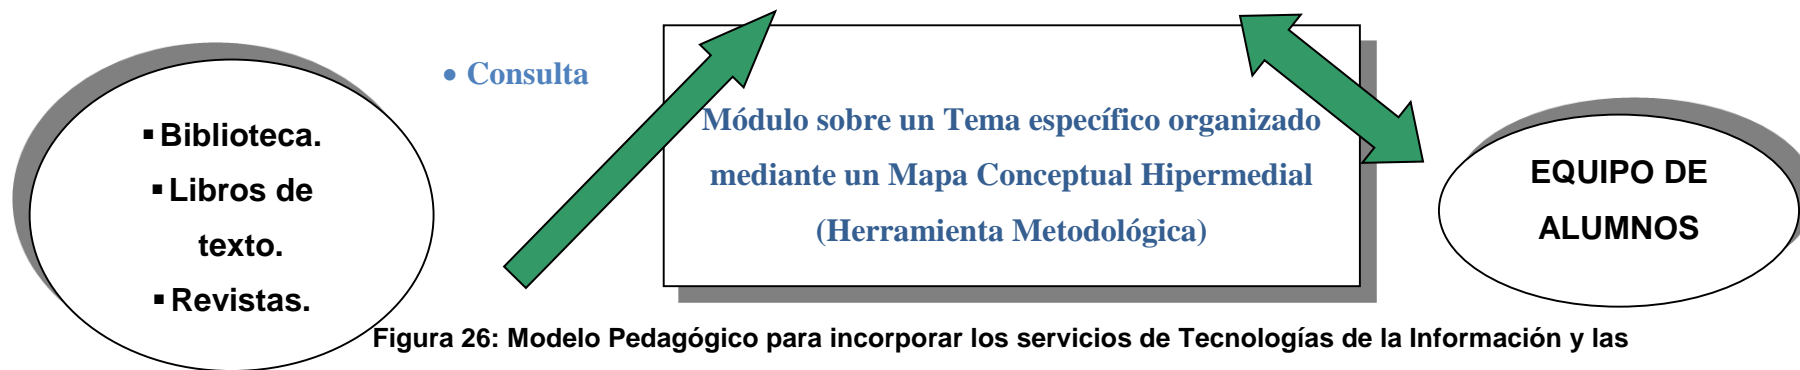 ▪ Biblioteca.
▪ Libros de
texto.
▪ Revistas.
• Consulta
Módulo sobre un Tema específico organizado
mediante un Mapa Conceptual Hipermedial
(Herramienta Metodológica)
EQUIPO DE
ALUMNOS
Figura 26: Modelo Pedagógico para incorporar los servicios de Tecnologías de la Información y las